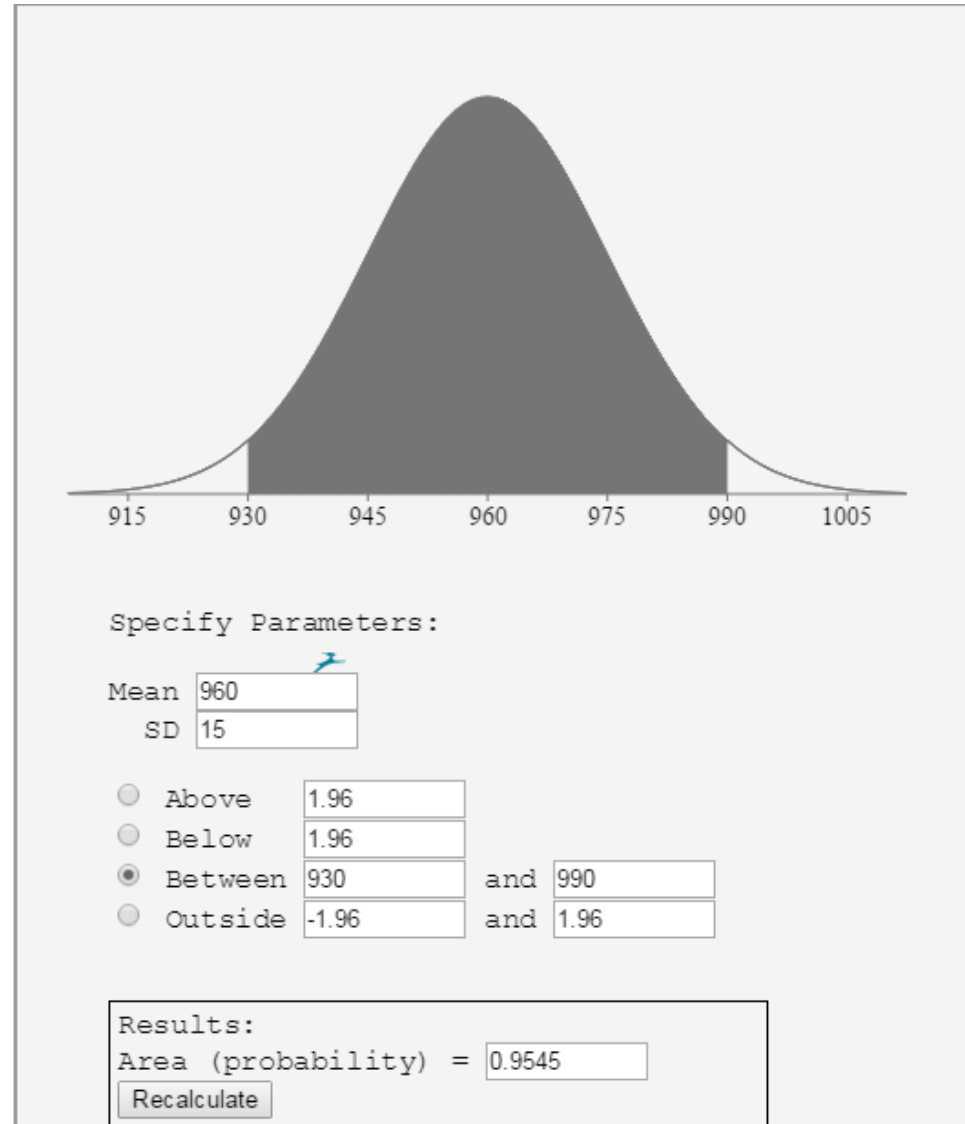 915 930 945 960 975 990 1005
Specify Parameters:
Mean 960
SD 15
Above 1.96
Below 1.96
Between 930 and 990
Outside -1.96 and 1.96
Results:
Area (probability) = 0.9545
Recalculate